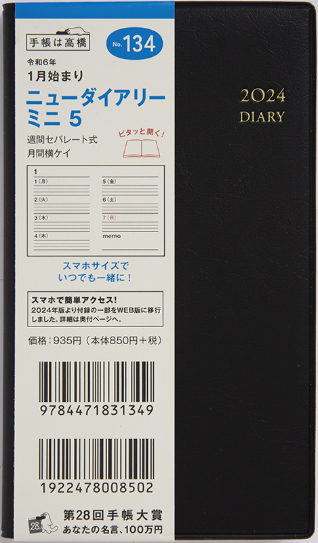 手帳は高橋
No. 134
令和6年
1月始まり
ニューダイアリー
ミニ 5
週間セパレート式
月間横ケイ
ピタッと開く!
1
1(月)
5(金)
2(火)
6(土)
3(水)
7(日)
4(木)
memo
スマホサイズで
いつでも一緒に!
スマホで簡単アクセス!
2024年版より付録の一部をWEB版に移行
しました。詳細は奥付ページへ。
価格:935円(本体850円+税)
9784471831349
1922478008502
28
第28回手帳大賞
あなたの名言、100万円
2024
DIARY